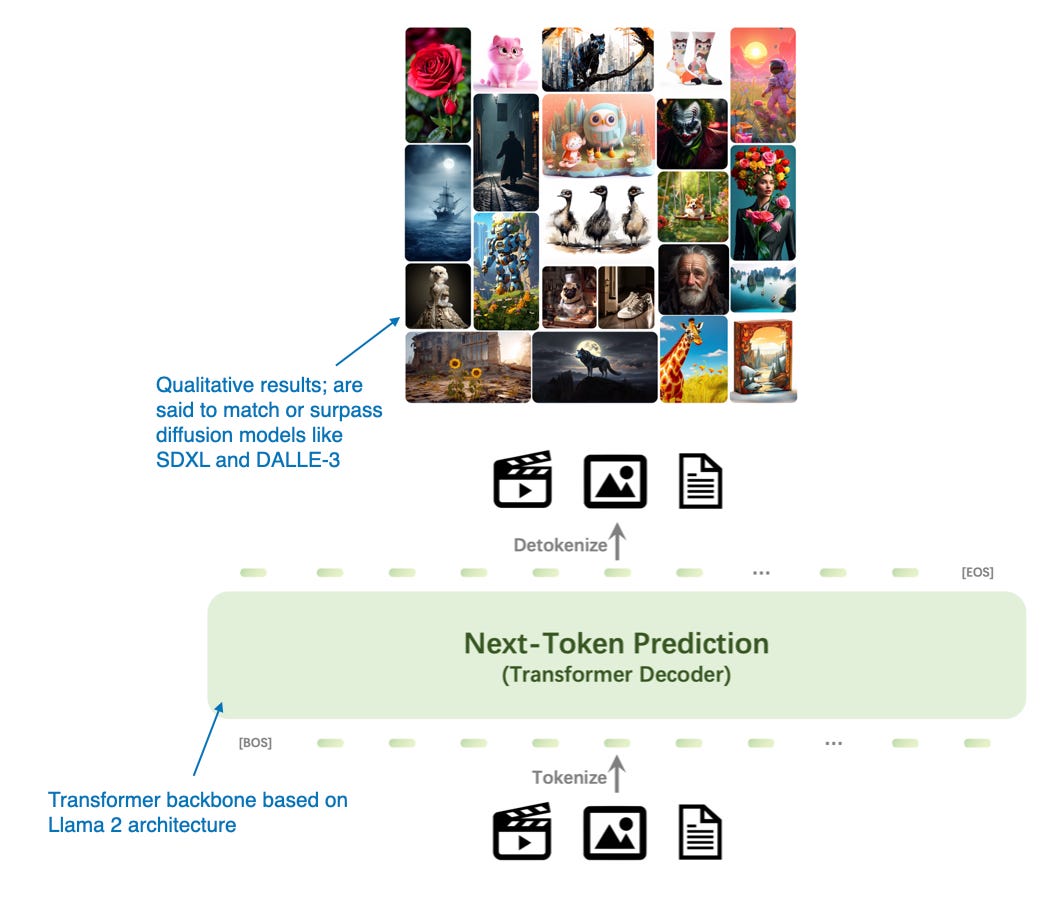 Qualitative results; are
said to match or surpass
diffusion models like
SDXL and DALLE-3
Detokenize
... [EOS]
Next-Token Prediction
(Transformer Decoder)
[BOS] ...
Tokenize
Transformer backbone based on
Llama 2 architecture